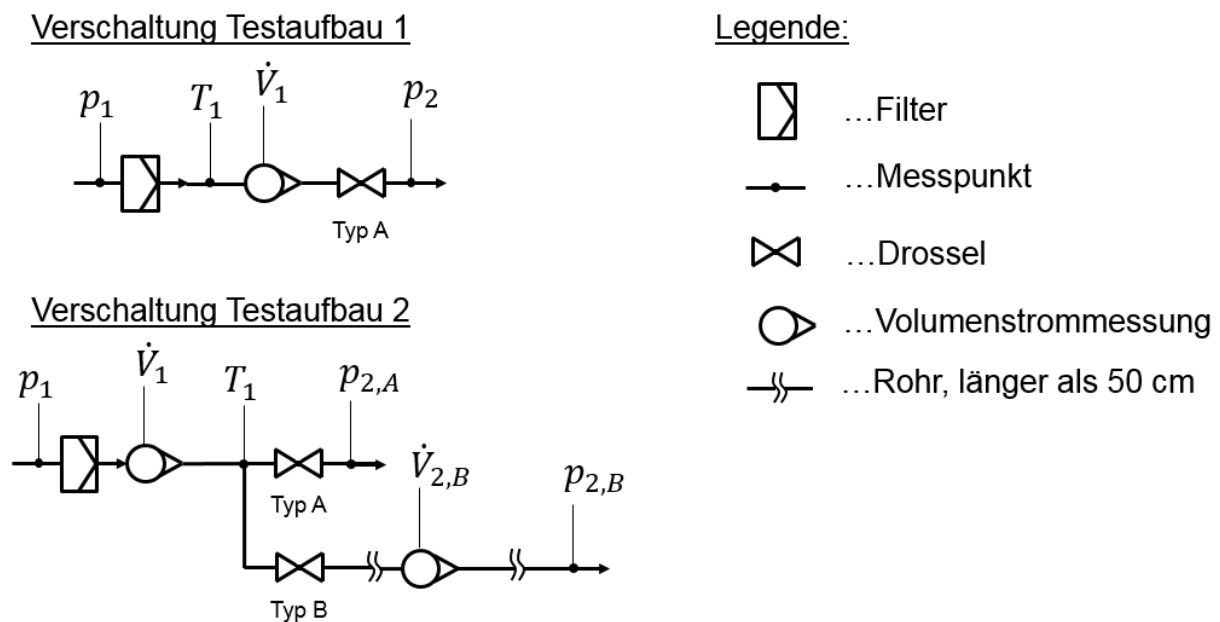 Verschaltung Testaufbau 1
p₁ T₁ V̇₁ p₂
Typ A
Verschaltung Testaufbau 2
p₁ V̇₁ T₁ p₂,A
Typ A
V̇₂,B p₂,B
Typ B
Legende:
...Filter
...Messpunkt
...Drossel
...Volumenstrommessung
...Rohr, länger als 50 cm